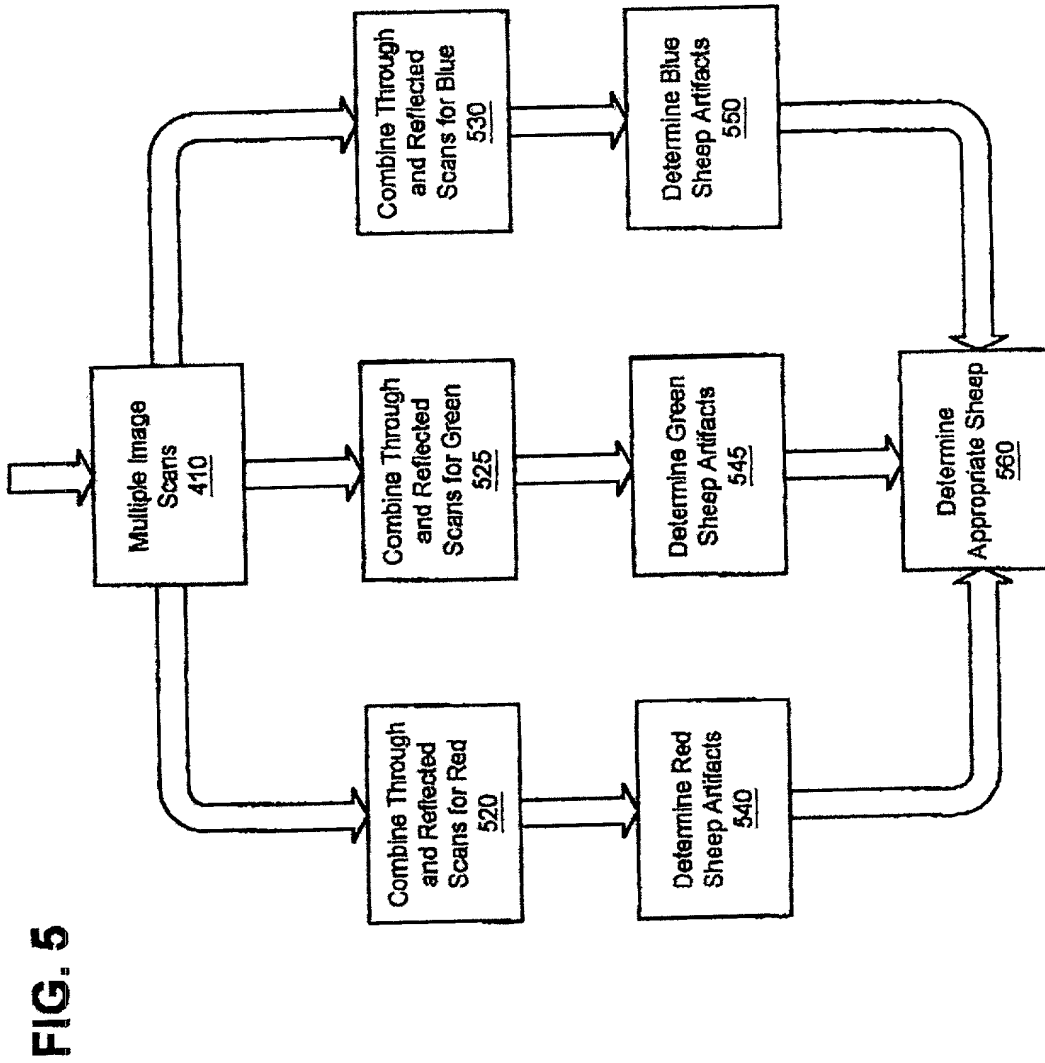 FIG. 5
Multiple Image
Scans
410
Combine Through
and Reflected
Scans for Red
520
Combine Through
and Reflected
Scans for Green
525
Combine Through
and Reflected
Scans for Blue
530
Determine Red
Sheep Artifacts
540
Determine Green
Sheep Artifacts
545
Determine Blue
Sheep Artifacts
550
Determine
Appropriate Sheep
560